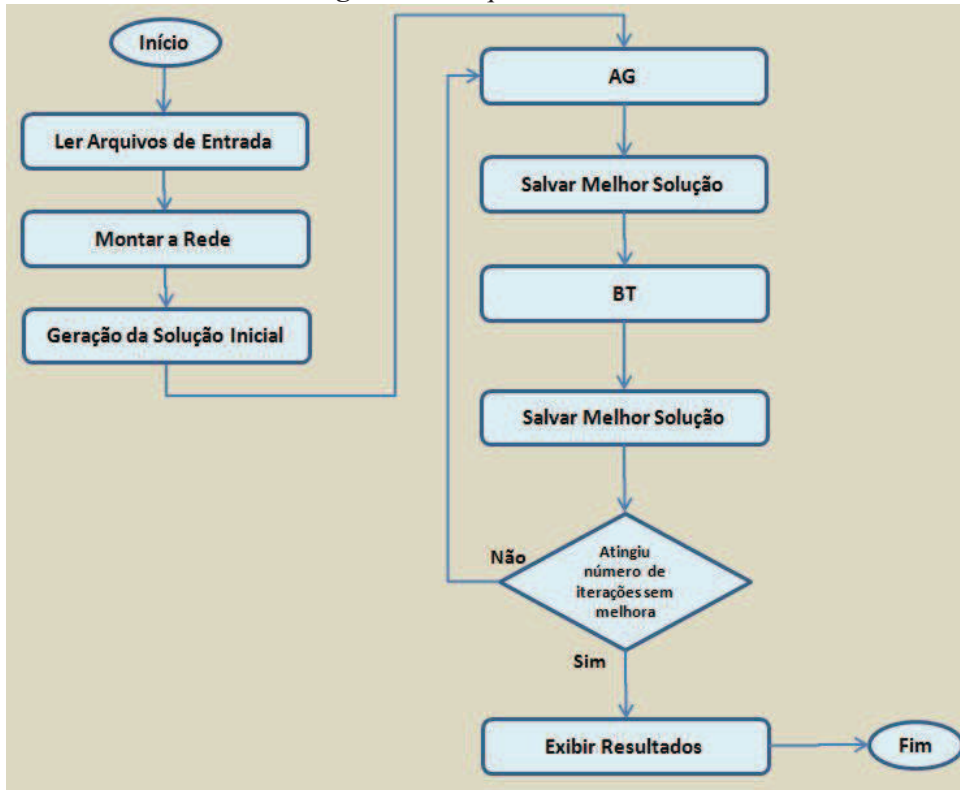 Início
Ler Arquivos de Entrada
Montar a Rede
Geração da Solução Inicial
AG
Salvar Melhor Solução
BT
Salvar Melhor Solução
Não
Atingiu
número de
iterações sem
melhora
Sim
Exibir Resultados
Fim